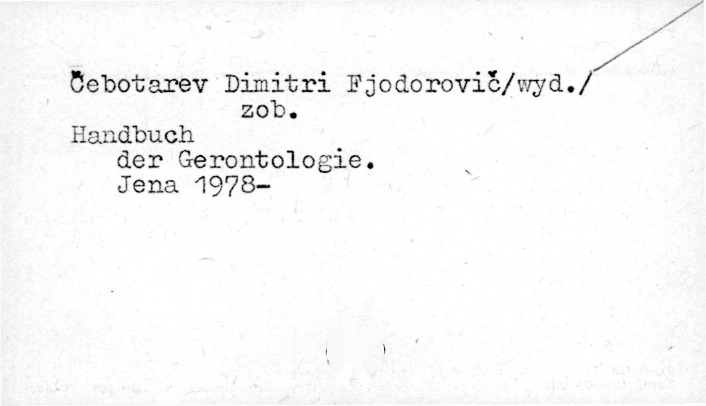 Čebotarev Dimitri Fjodorovič/wyd./
zob.
Handbuch
der Gerontologie.
Jena 1978-